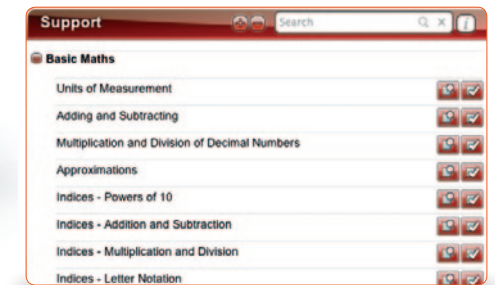 Support
Search
i
Basic Maths
Units of Measurement
Adding and Subtracting
Multiplication and Division of Decimal Numbers
Approximations
Indices - Powers of 10
Indices - Addition and Subtraction
Indices - Multiplication and Division
Indices - Letter Notation